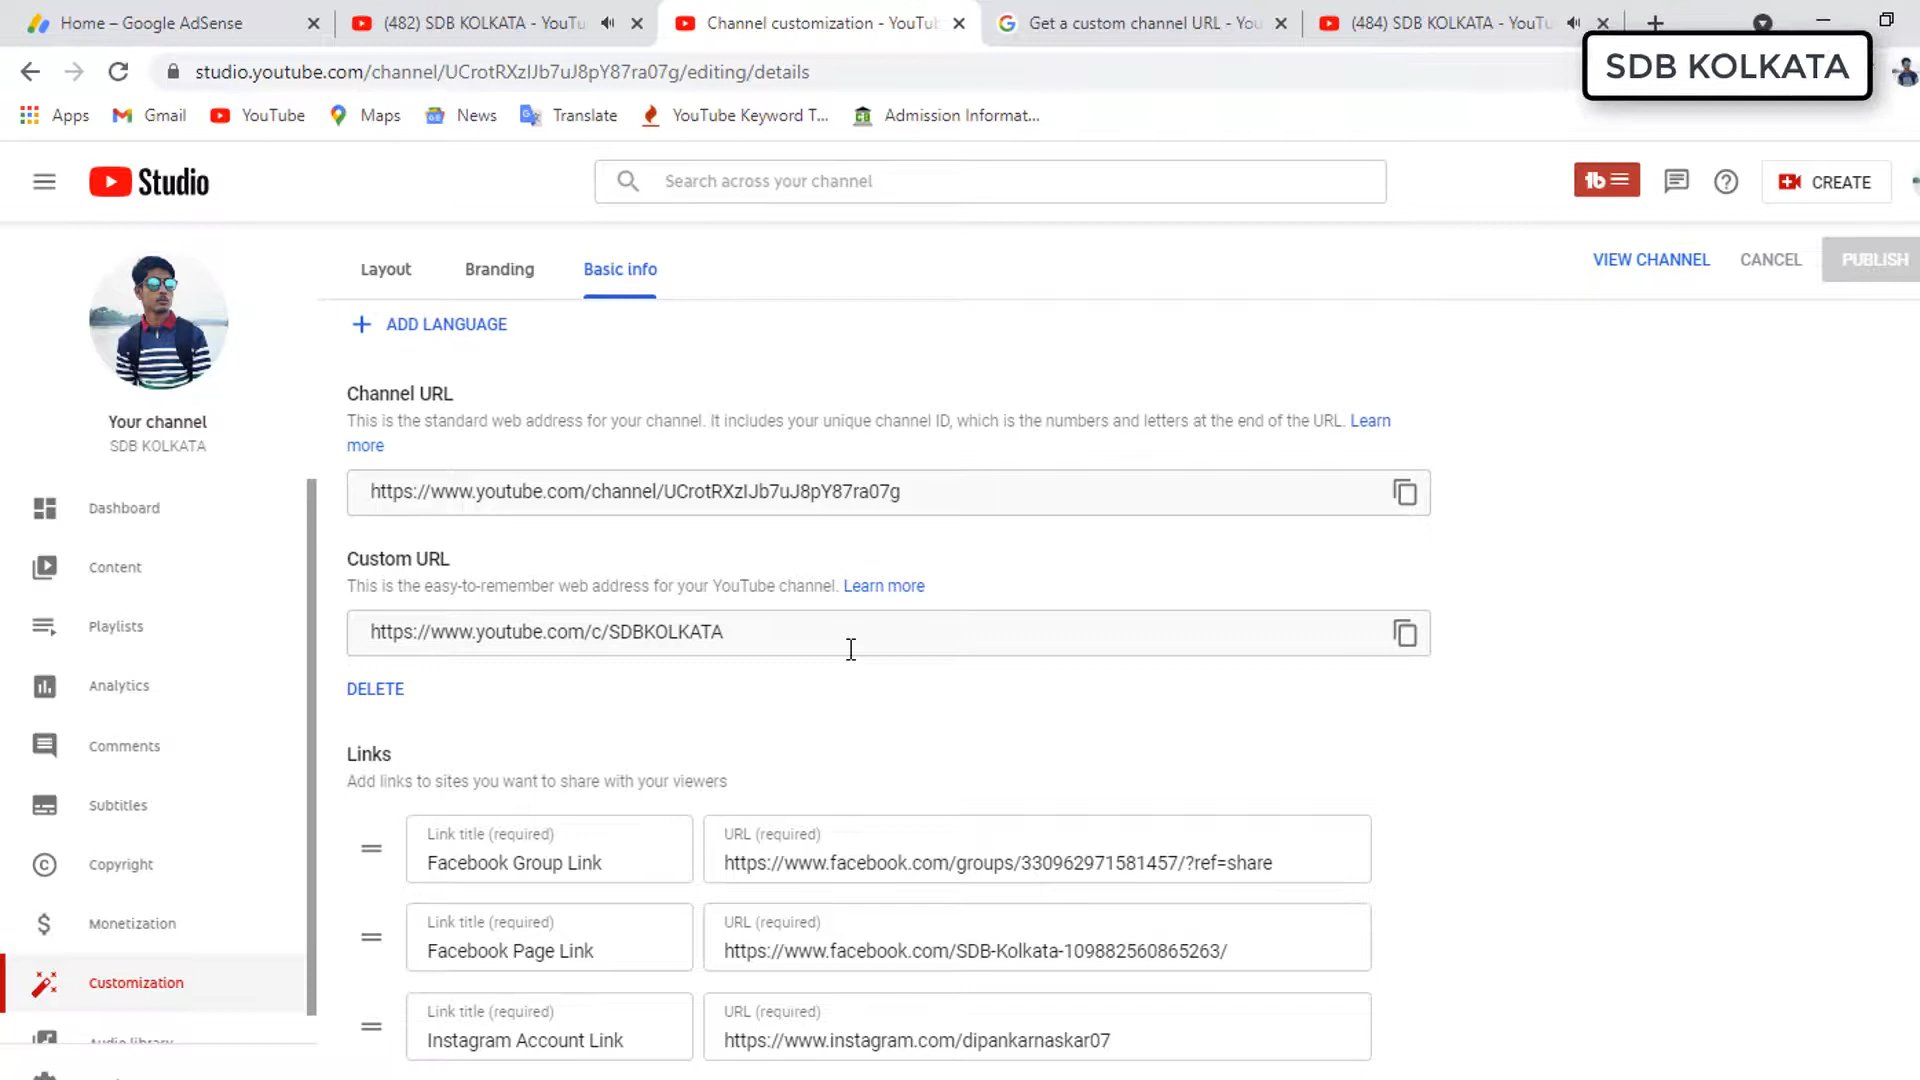 Home – Google AdSense
(482) SDB KOLKATA - YouTu
Channel customization - YouTub
Get a custom channel URL - You
(484) SDB KOLKATA - YouTu
SDB KOLKATA
studio.youtube.com/channel/UCrotRXzIJb7uJ8pY87ra07g/editing/details
Apps
Gmail
YouTube
Maps
News
Translate
YouTube Keyword T...
Admission Informat...
Studio
Search across your channel
CREATE
Layout
Branding
Basic info
VIEW CHANNEL
CANCEL
PUBLISH
ADD LANGUAGE
Channel URL
This is the standard web address for your channel. It includes your unique channel ID, which is the numbers and letters at the end of the URL. Learn
more
https://www.youtube.com/channel/UCrotRXzIJb7uJ8pY87ra07g
Custom URL
This is the easy-to-remember web address for your YouTube channel. Learn more
https://www.youtube.com/c/SDBKOLKATA
DELETE
Links
Add links to sites you want to share with your viewers
Link title (required)
Facebook Group Link
URL (required)
https://www.facebook.com/groups/330962971581457/?ref=share
Link title (required)
Facebook Page Link
URL (required)
https://www.facebook.com/SDB-Kolkata-109882560865263/
Link title (required)
Instagram Account Link
URL (required)
https://www.instagram.com/dipankarnaskar07
Your channel
SDB KOLKATA
Dashboard
Content
Playlists
Analytics
Comments
Subtitles
Copyright
Monetization
Customization
Audio library